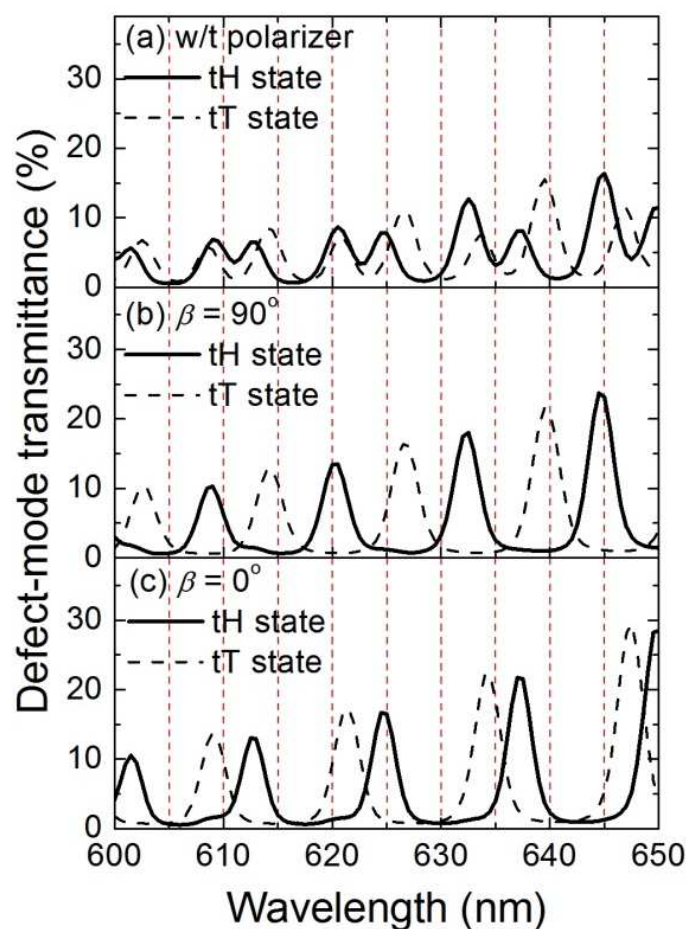 (a) w/t polarizer
tH state
tT state
30
20
10
0
(b) β = 90°
tH state
tT state
30
20
10
0
(c) β = 0°
tH state
tT state
30
20
10
0
600 610 620 630 640 650
Wavelength (nm)
Defect-mode transmittance (%)